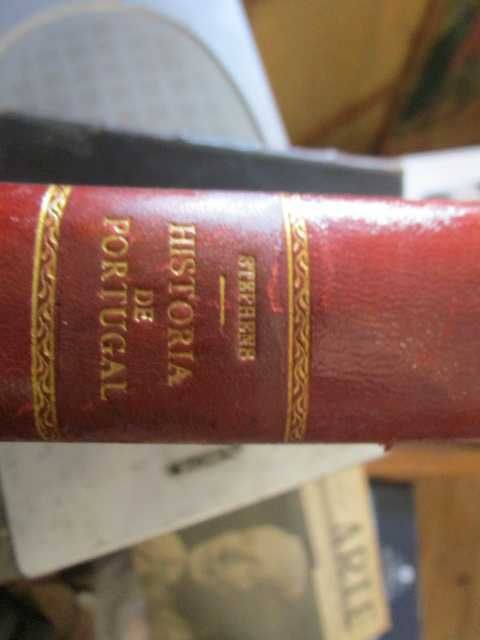 STEPHENS
HISTORIA
DE
PORTUGAL
ARTE